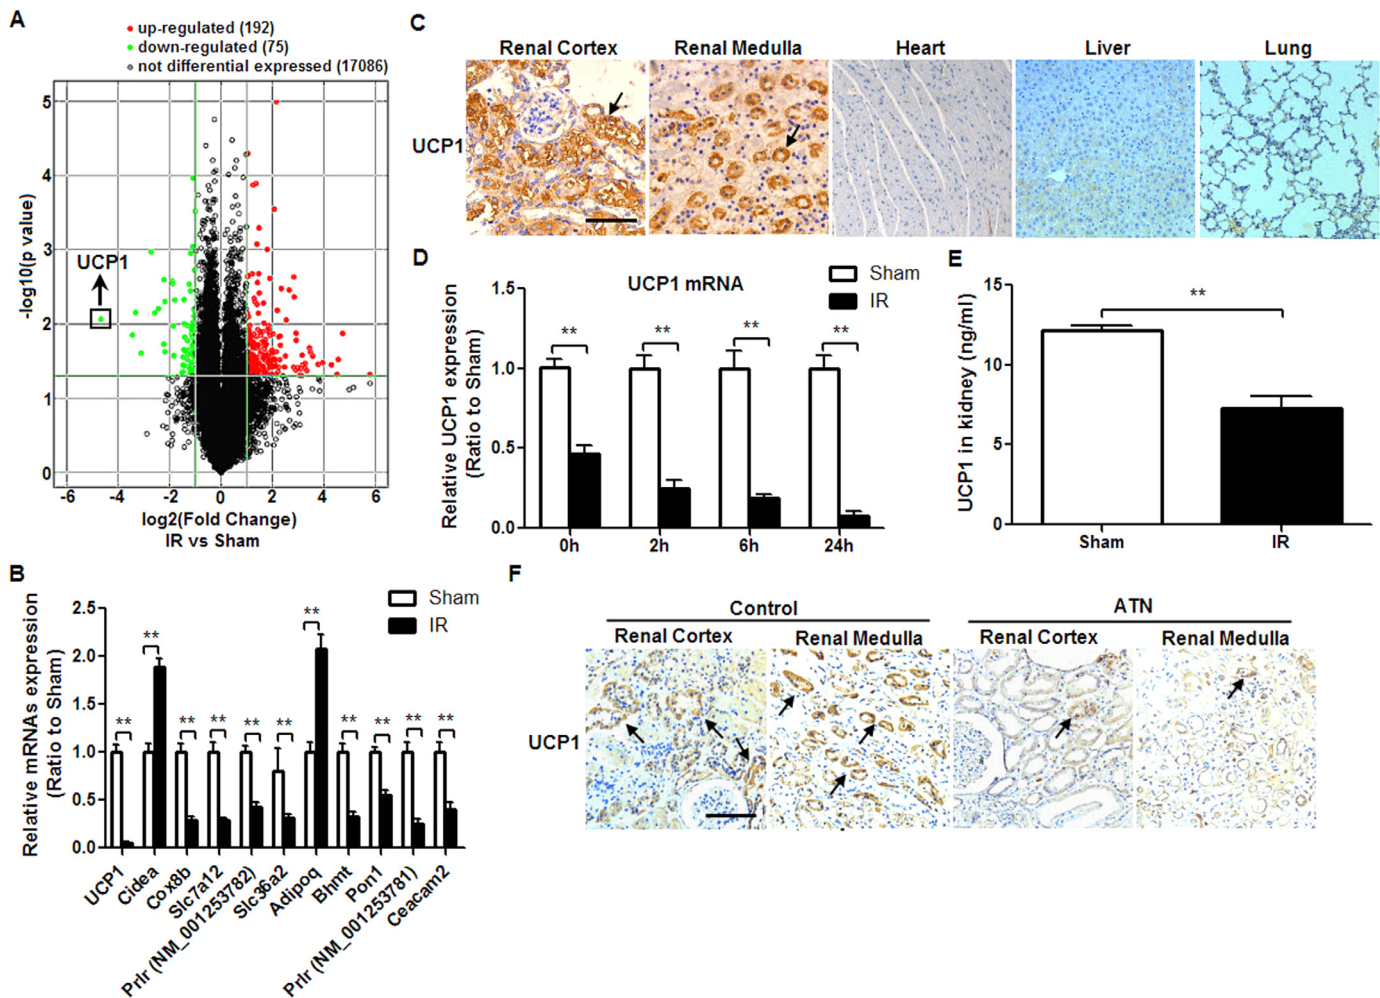 A
up-regulated (192)
down-regulated (75)
not differential expressed (17086)
-log10(p value)
5
4
3
2
1
0
UCP1
-6
-4
-2
0
2
4
6
log2(Fold Change)
IR vs Sham
B
Relative mRNAs expression
(Ratio to Sham)
2.5
2.0
1.5
1.0
0.5
0.0
Sham
IR
**
**
**
**
**
**
**
**
**
**
**
UCP1
Cidea
Cox8b
Slc7a12
Prlr (NM_001253782)
Slc36a2
Adipoq
Bhmt
Pon1
Prlr (NM_001253781)
Ceacam2
C
Renal Cortex
Renal Medulla
Heart
Liver
Lung
UCP1
D
UCP1 mRNA
Sham
IR
Relative UCP1 expression
(Ratio to Sham)
1.5
1.0
0.5
0.0
**
**
**
**
0h
2h
6h
24h
E
UCP1 in kidney (ng/ml)
15
10
5
0
**
Sham
IR
F
Control
ATN
Renal Cortex
Renal Medulla
Renal Cortex
Renal Medulla
UCP1